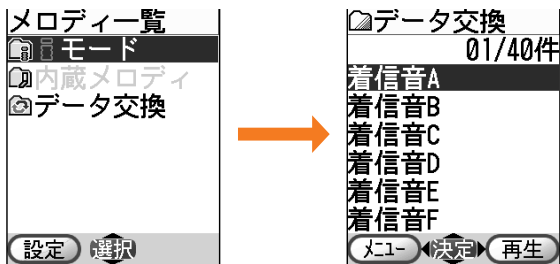 メロディ一覧
モード
内蔵メロディ
データ交換
設定 選択
データ交換
01/40件
着信音A
着信音B
着信音C
着信音D
着信音E
着信音F
メニュー 決定 再生